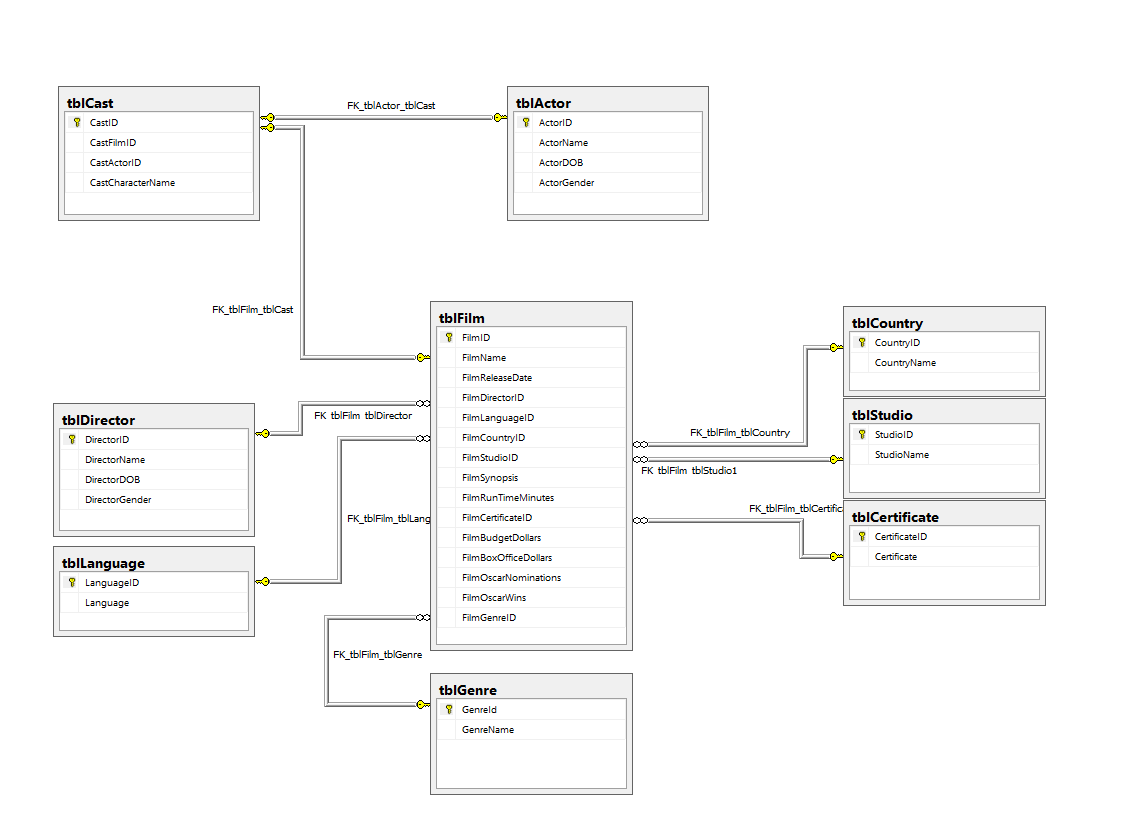 tblCast
CastID
CastFilmID
CastActorID
CastCharacterName
FK_tblActor_tblCast
tblActor
ActorID
ActorName
ActorDOB
ActorGender
FK_tblFilm_tblCast
tblFilm
FilmID
FilmName
FilmReleaseDate
FilmDirectorID
FilmLanguageID
FilmCountryID
FilmStudioID
FilmSynopsis
FilmRunTimeMinutes
FilmCertificateID
FilmBudgetDollars
FilmBoxOfficeDollars
FilmOscarNominations
FilmOscarWins
FilmGenreID
tblDirector
DirectorID
DirectorName
DirectorDOB
DirectorGender
FK_tblFilm_tblDirector
tblLanguage
LanguageID
Language
FK_tblFilm_tblLang
FK_tblFilm_tblGenre
tblGenre
GenreId
GenreName
tblCountry
CountryID
CountryName
FK_tblFilm_tblCountry
tblStudio
StudioID
StudioName
FK_tblFilm_tblStudio1
FK_tblFilm_tblCertifica
tblCertificate
CertificateID
Certificate